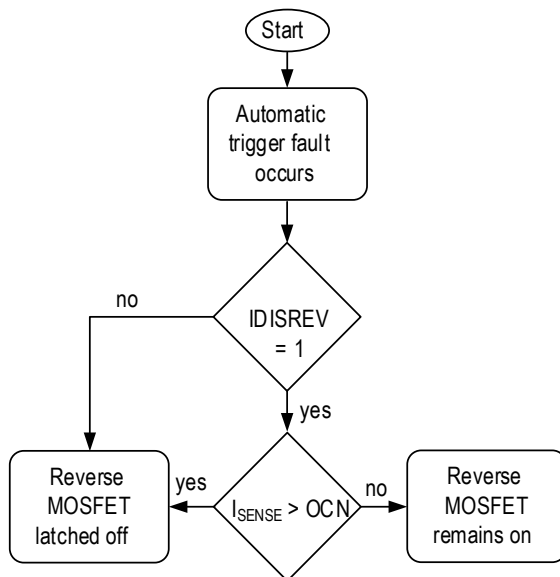 Start
Automatic
trigger fault
occurs
no
IDISREV
= 1
yes
Reverse
MOSFET
latched off
yes
I_SENSE > OCN
no
Reverse
MOSFET
remains on